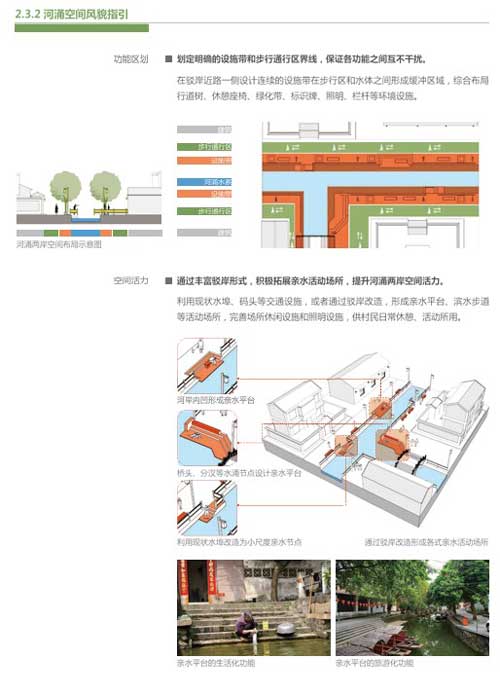 2.3.2 河涌空间风貌指引
功能区划
■ 划定明确的设施带和步行通行区界线，保证各功能之间互不干扰。
在驳岸近路一侧设计连续的设施带在步行区和水体之间形成缓冲区域，综合布局
行道树、休憩座椅、绿化带、标识牌、照明、栏杆等环境设施。
建筑
步行通行区
设施带
河涌水系
设施带
步行通行区
建筑
河涌两岸空间布局示意图
空间活力
■ 通过丰富驳岸形式，积极拓展亲水活动场所，提升河涌两岸空间活力。
利用现状水埠、码头等交通设施，或者通过驳岸改造，形成亲水平台、滨水步道
等活动场所，完善场所休闲设施和照明设施，供村民日常休憩、活动所用。
河岸内凹形成亲水平台
桥头、分汊等水涌节点设计亲水平台
利用现状水埠改造为小尺度亲水节点
通过驳岸改造形成各式亲水活动场所
亲水平台的生活化功能
亲水平台的旅游化功能